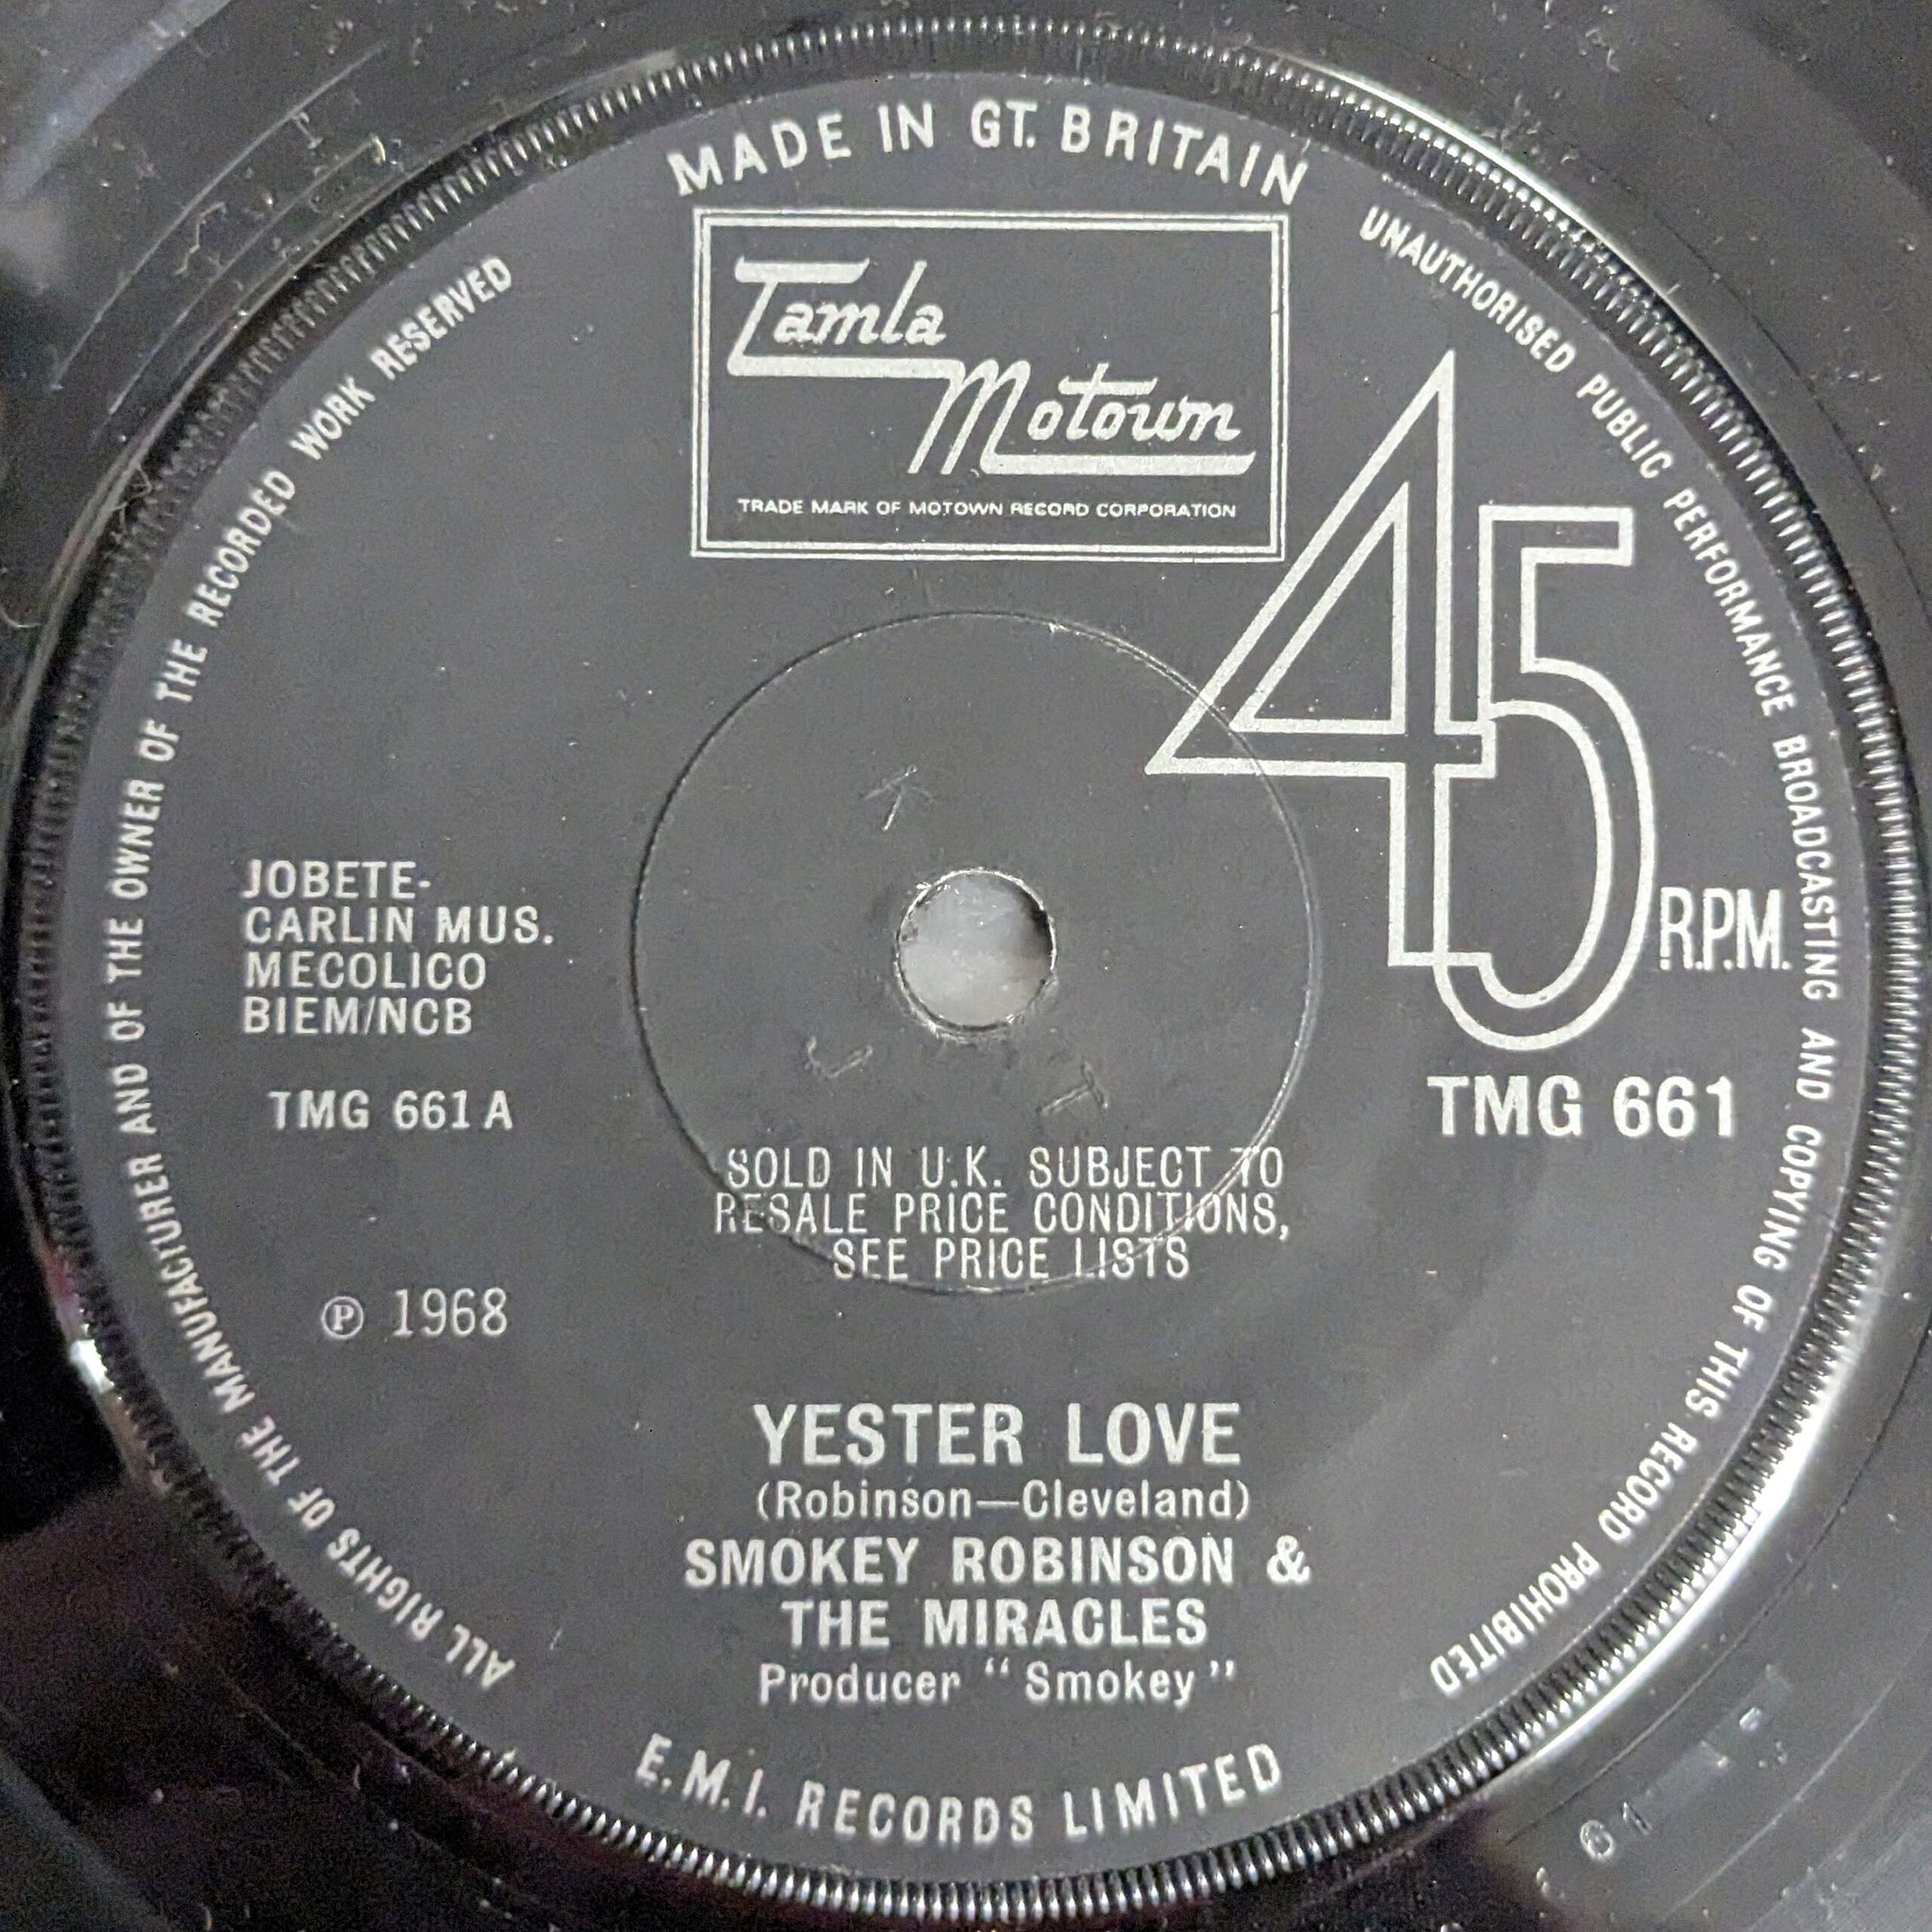 MADE IN GT. BRITAIN
Tamla
Motown
TRADE MARK OF MOTOWN RECORD CORPORATION
45
R.P.M.
TMG 661
JOBETE-
CARLIN MUS.
MECOLICO
BIEM/NCB
TMG 661 A
SOLD IN U.K. SUBJECT TO
RESALE PRICE CONDITIONS,
SEE PRICE LISTS
℗ 1968
YESTER LOVE
(Robinson—Cleveland)
SMOKEY ROBINSON &
THE MIRACLES
Producer “Smokey”
E.M.I. RECORDS LIMITED
ALL RIGHTS OF THE MANUFACTURER AND OF THE OWNER OF THE RECORDED WORK RESERVED
UNAUTHORISED PUBLIC PERFORMANCE BROADCASTING AND COPYING OF THIS RECORD PROHIBITED
K
J
T